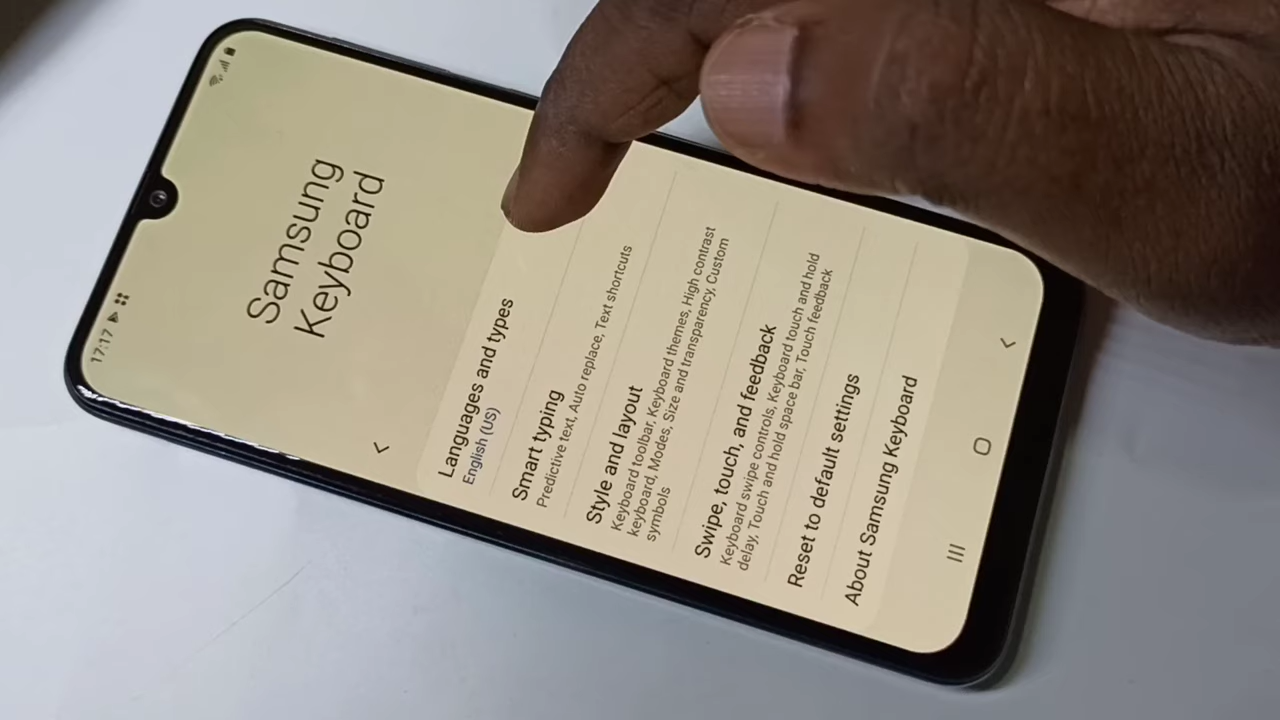 17:17
Samsung
Keyboard
Languages and types
English (US)
Smart typing
Predictive text, Auto replace, Text shortcuts
Style and layout
Keyboard toolbar, Keyboard themes, High contrast
keyboard, Modes, Size and transparency, Custom
symbols
Swipe, touch, and feedback
Keyboard swipe controls, Keyboard touch and hold
delay, Touch and hold space bar, Touch feedback
Reset to default settings
About Samsung Keyboard